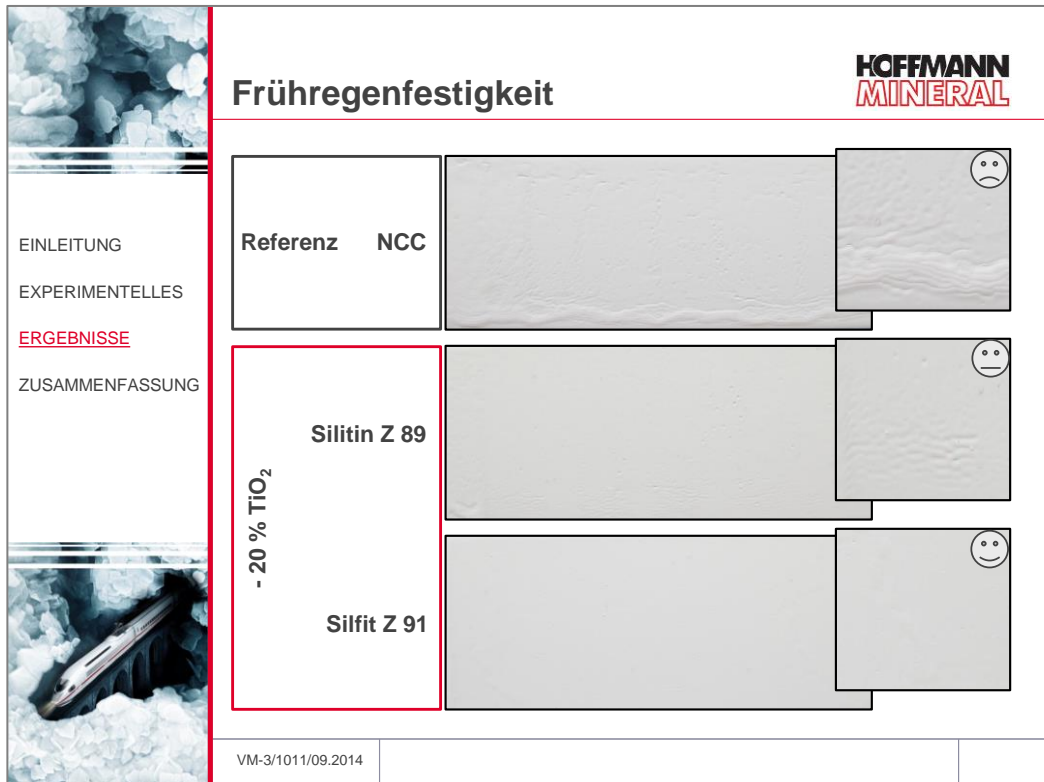 Frühregenfestigkeit
HOFFMANN
MINERAL
EINLEITUNG
EXPERIMENTELLES
ERGEBNISSE
ZUSAMMENFASSUNG
Referenz NCC
- 20 % TiO₂
Silitin Z 89
Silfit Z 91
VM-3/1011/09.2014